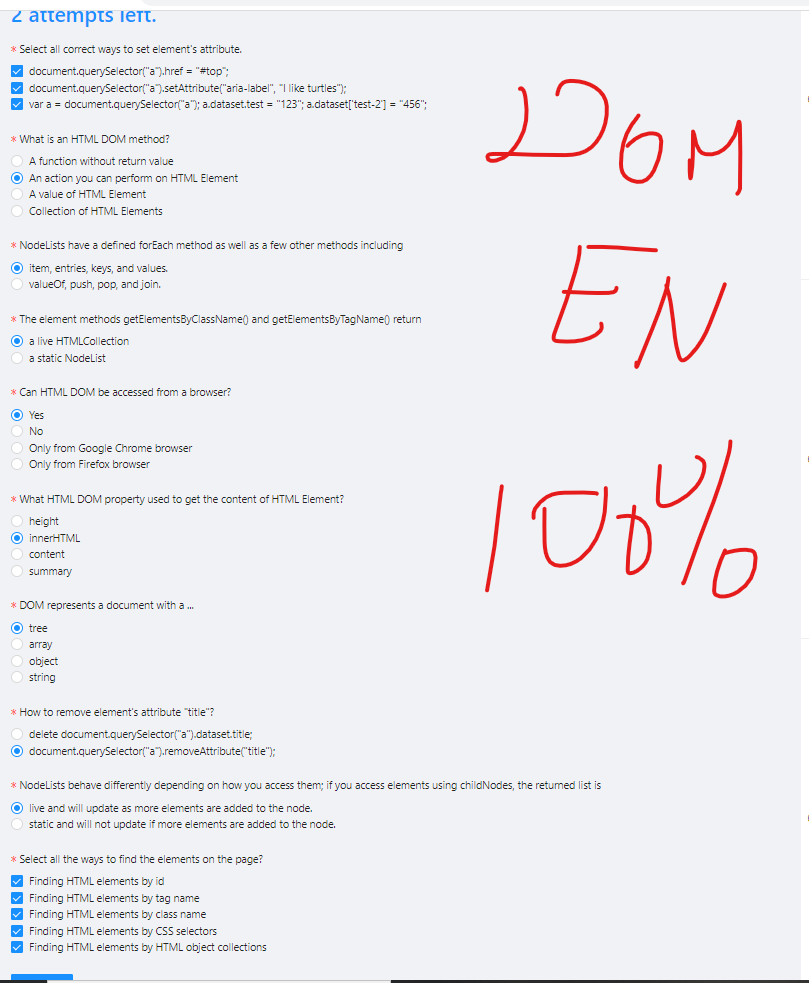 2 attempts left.
* Select all correct ways to set element's attribute.
document.querySelector("a").href = "#top";
document.querySelector("a").setAttribute("aria-label", "I like turtles");
var a = document.querySelector("a"); a.dataset.test = "123"; a.dataset['test-2'] = "456";
* What is an HTML DOM method?
A function without return value
An action you can perform on HTML Element
A value of HTML Element
Collection of HTML Elements
* NodeLists have a defined forEach method as well as a few other methods including
item, entries, keys, and values.
valueOf, push, pop, and join.
* The element methods getElementsByClassName() and getElementsByTagName() return
a live HTMLCollection
a static NodeList
* Can HTML DOM be accessed from a browser?
Yes
No
Only from Google Chrome browser
Only from Firefox browser
* What HTML DOM property used to get the content of HTML Element?
height
innerHTML
content
summary
* DOM represents a document with a ...
tree
array
object
string
* How to remove element's attribute "title"?
delete document.querySelector("a").dataset.title;
document.querySelector("a").removeAttribute("title");
* NodeLists behave differently depending on how you access them; if you access elements using childNodes, the returned list is
live and will update as more elements are added to the node.
static and will not update if more elements are added to the node.
* Select all the ways to find the elements on the page?
Finding HTML elements by id
Finding HTML elements by tag name
Finding HTML elements by class name
Finding HTML elements by CSS selectors
Finding HTML elements by HTML object collections
DOM
EN
100%